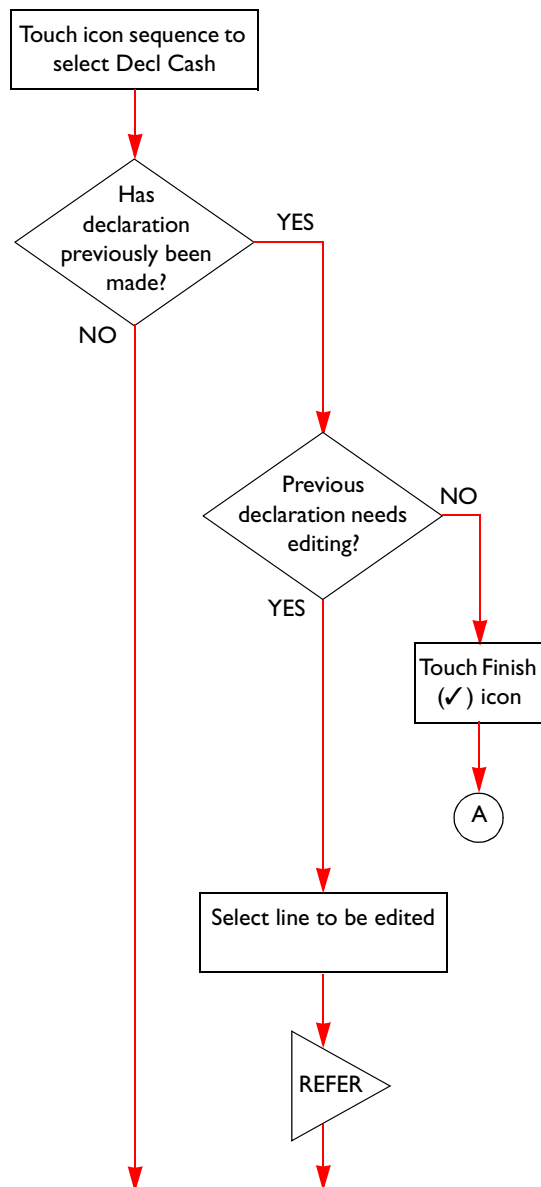 Touch icon sequence to
select Decl Cash
Has
declaration
previously been
made?
YES
NO
Previous
declaration needs
editing?
NO
YES
Touch Finish
(✓) icon
A
Select line to be edited
REFER